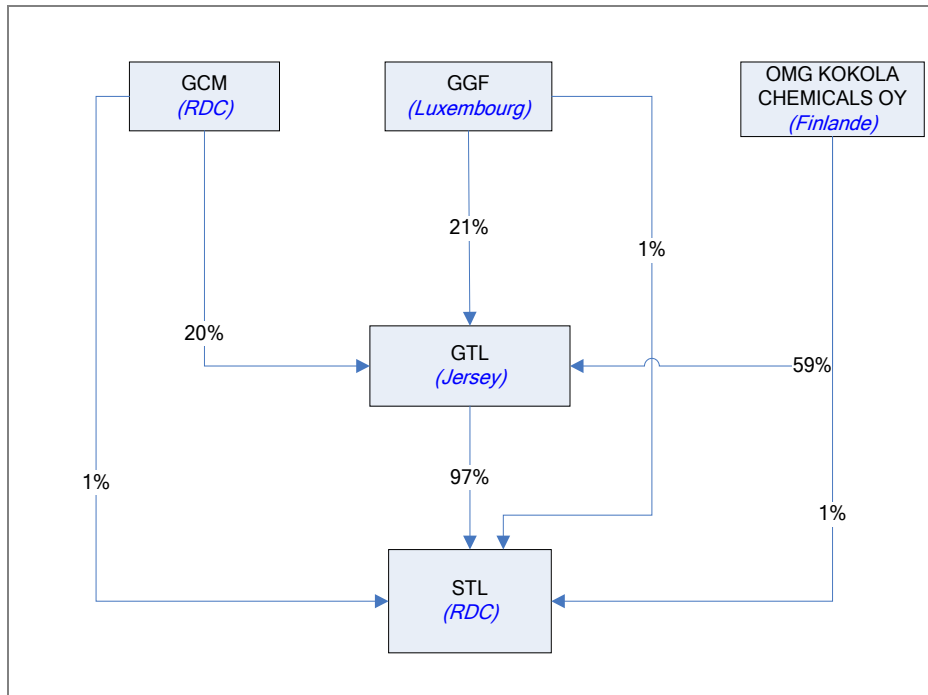 GCM
(RDC)
GGF
(Luxembourg)
OMG KOKOLA
CHEMICALS OY
(Finlande)
21%
1%
20%
GTL
(Jersey)
59%
1%
97%
1%
STL
(RDC)